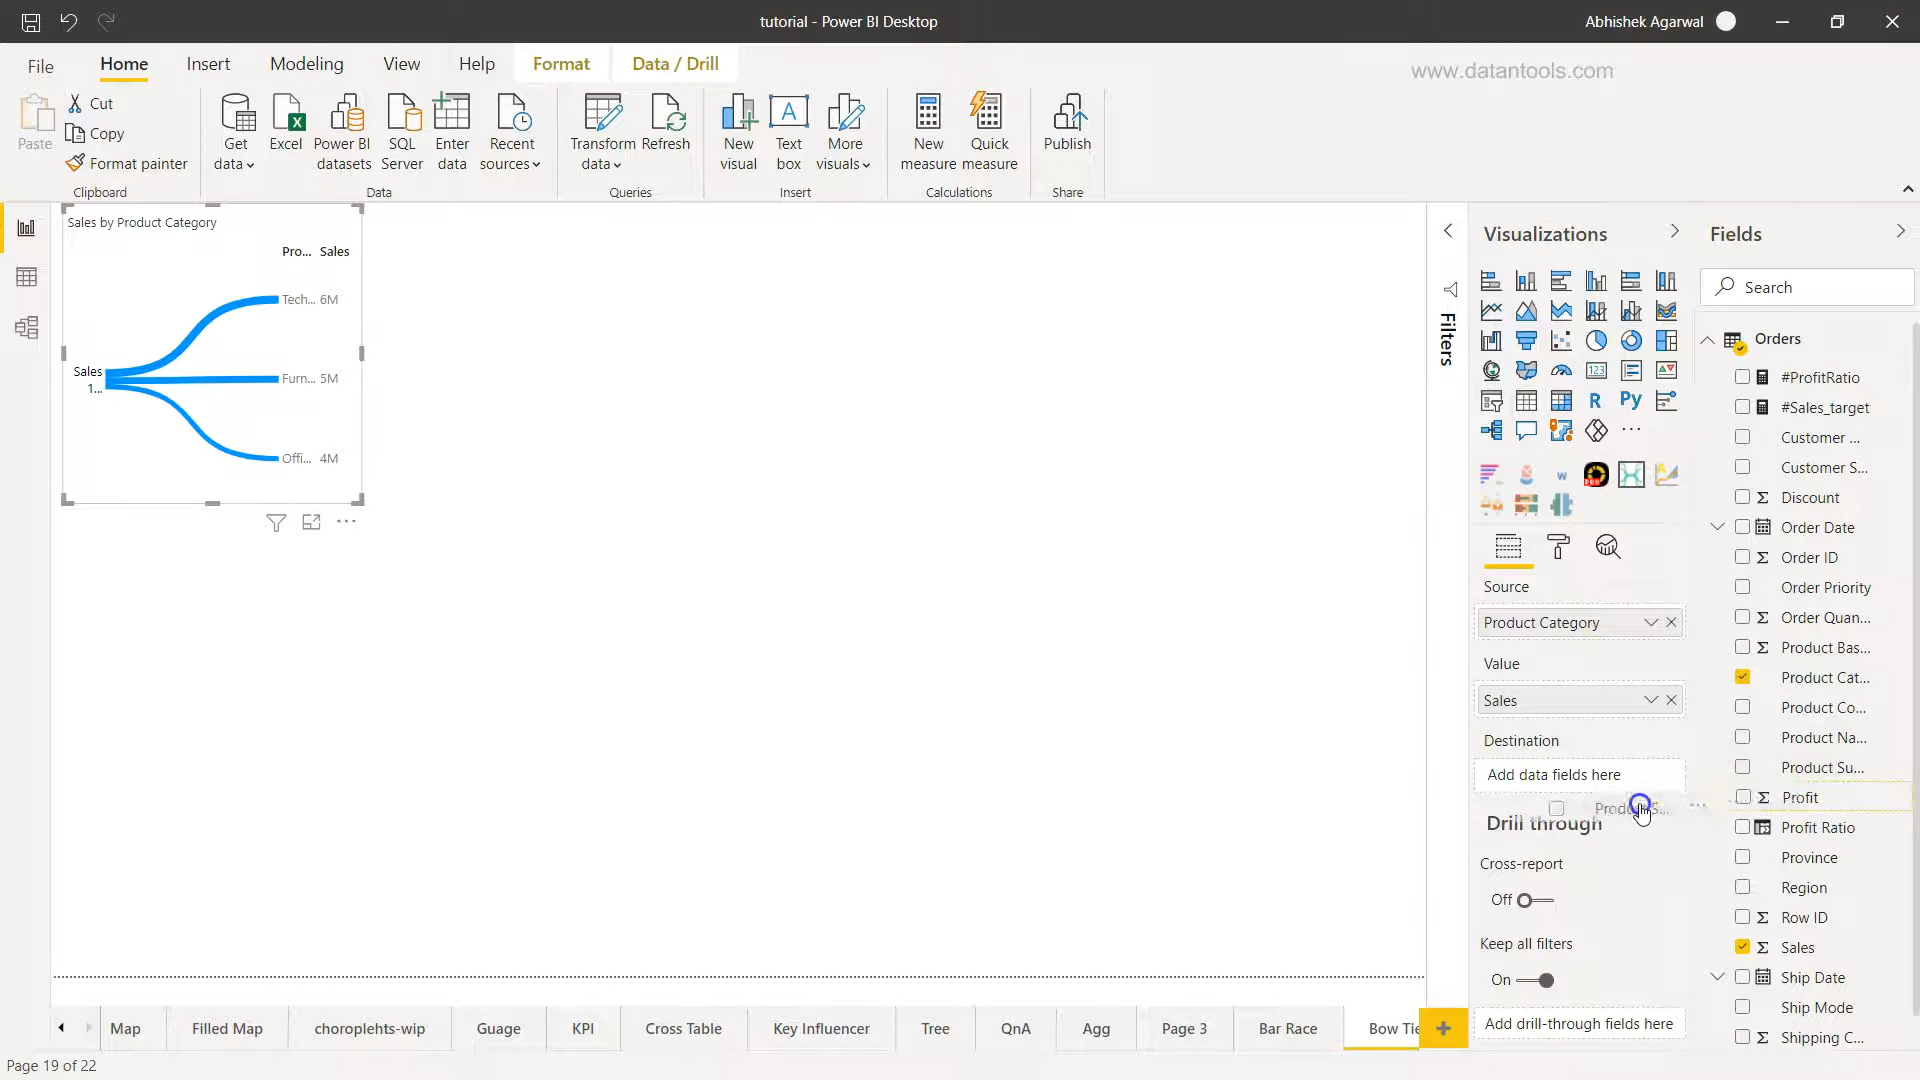 tutorial - Power BI Desktop
Abhishek Agarwal
File
Home
Insert
Modeling
View
Help
Format
Data / Drill
www.datantools.com
Paste
Cut
Copy
Format painter
Clipboard
Get data
Excel
Power BI datasets
SQL Server
Enter data
Recent sources
Data
Transform data
Refresh
Queries
New visual
Text box
More visuals
Insert
New measure
Quick measure
Calculations
Publish
Share
Sales by Product Category
Pro... Sales
Tech... 6M
Sales
1...
Furn... 5M
Offi... 4M
Filters
Visualizations
123
R
Py
W
PRO
Source
Product Category
Value
Sales
Destination
Add data fields here
Drill through
Cross-report
Off
Keep all filters
On
Add drill-through fields here
Fields
Search
Orders
#ProfitRatio
#Sales_target
Customer ...
Customer S...
Discount
Order Date
Order ID
Order Priority
Order Quan...
Product Bas...
Product Cat...
Product Co...
Product Na...
Product Su...
Profit
Profit Ratio
Province
Region
Row ID
Sales
Ship Date
Ship Mode
Shipping C...
Map
Filled Map
choroplehts-wip
Guage
KPI
Cross Table
Key Influencer
Tree
QnA
Agg
Page 3
Bar Race
Bow Tie
Page 19 of 22